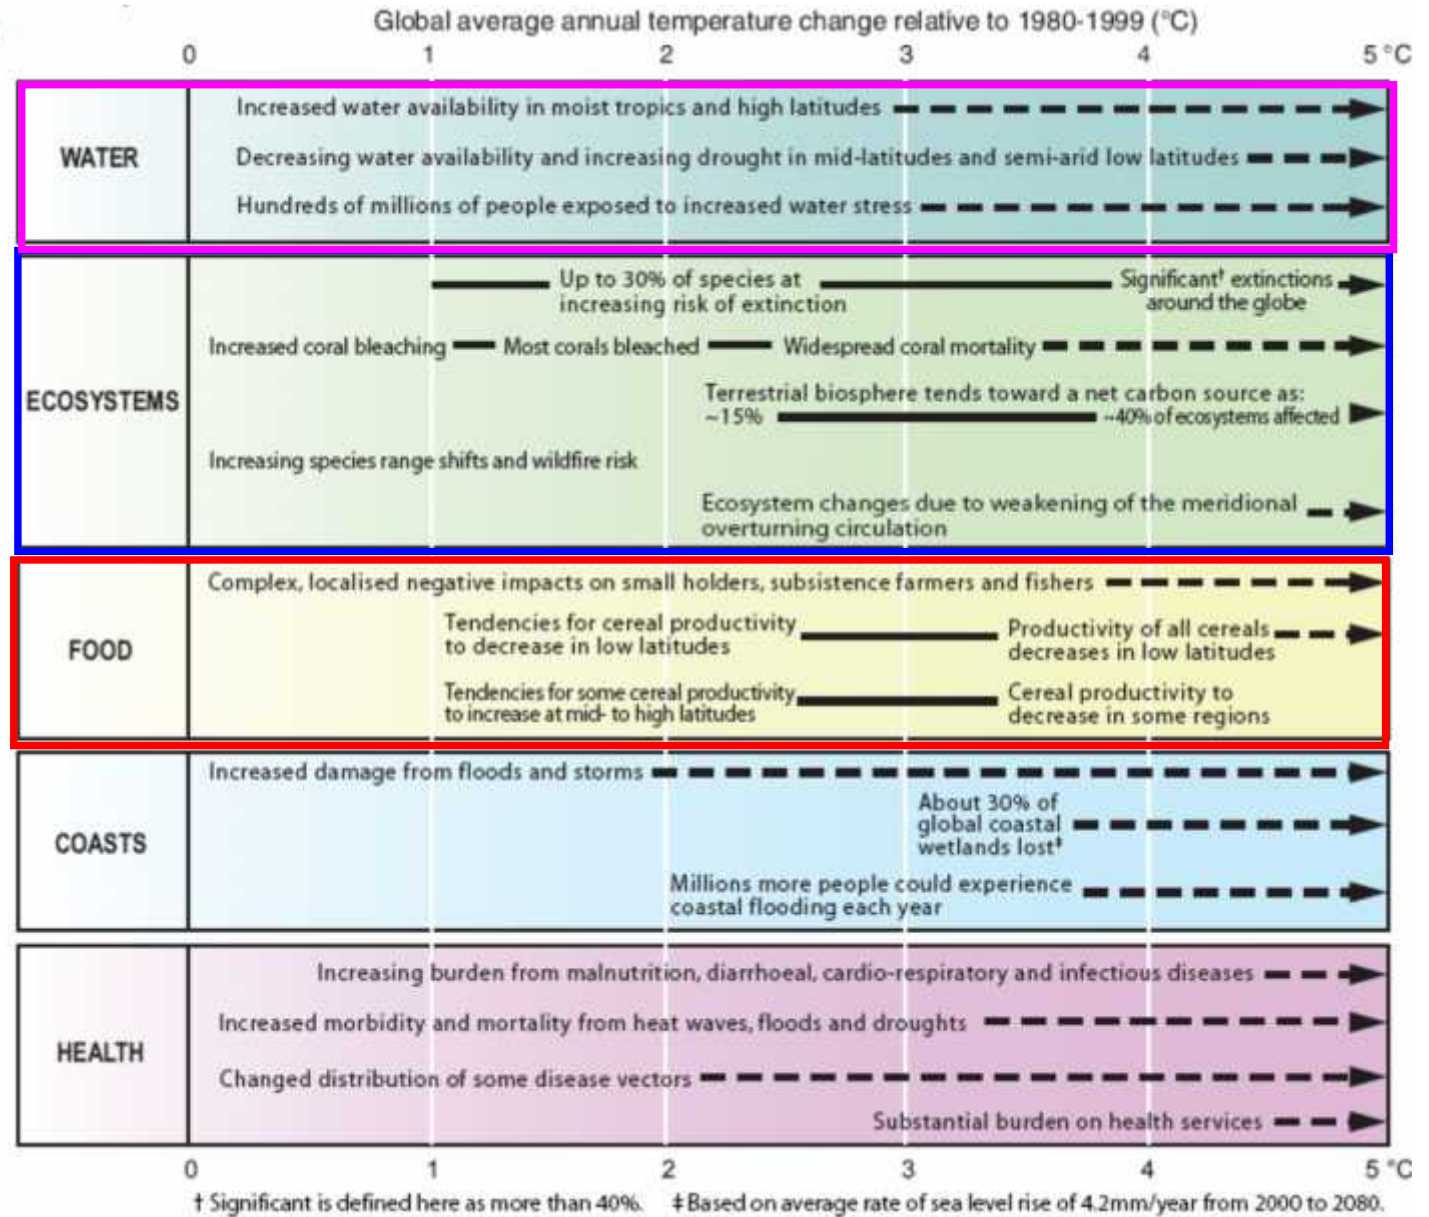 Global average annual temperature change relative to 1980-1999 (°C)
0 1 2 3 4 5 °C
WATER
Increased water availability in moist tropics and high latitudes
Decreasing water availability and increasing drought in mid-latitudes and semi-arid low latitudes
Hundreds of millions of people exposed to increased water stress
ECOSYSTEMS
Up to 30% of species at
increasing risk of extinction
Significant† extinctions
around the globe
Increased coral bleaching Most corals bleached Widespread coral mortality
Terrestrial biosphere tends toward a net carbon source as:
~15% ~40% of ecosystems affected
Increasing species range shifts and wildfire risk
Ecosystem changes due to weakening of the meridional
overturning circulation
FOOD
Complex, localised negative impacts on small holders, subsistence farmers and fishers
Tendencies for cereal productivity
to decrease in low latitudes
Productivity of all cereals
decreases in low latitudes
Tendencies for some cereal productivity
to increase at mid- to high latitudes
Cereal productivity to
decrease in some regions
COASTS
Increased damage from floods and storms
About 30% of
global coastal
wetlands lost‡
Millions more people could experience
coastal flooding each year
HEALTH
Increasing burden from malnutrition, diarrhoeal, cardio-respiratory and infectious diseases
Increased morbidity and mortality from heat waves, floods and droughts
Changed distribution of some disease vectors
Substantial burden on health services
0 1 2 3 4 5 °C
† Significant is defined here as more than 40%. ‡ Based on average rate of sea level rise of 4.2mm/year from 2000 to 2080.